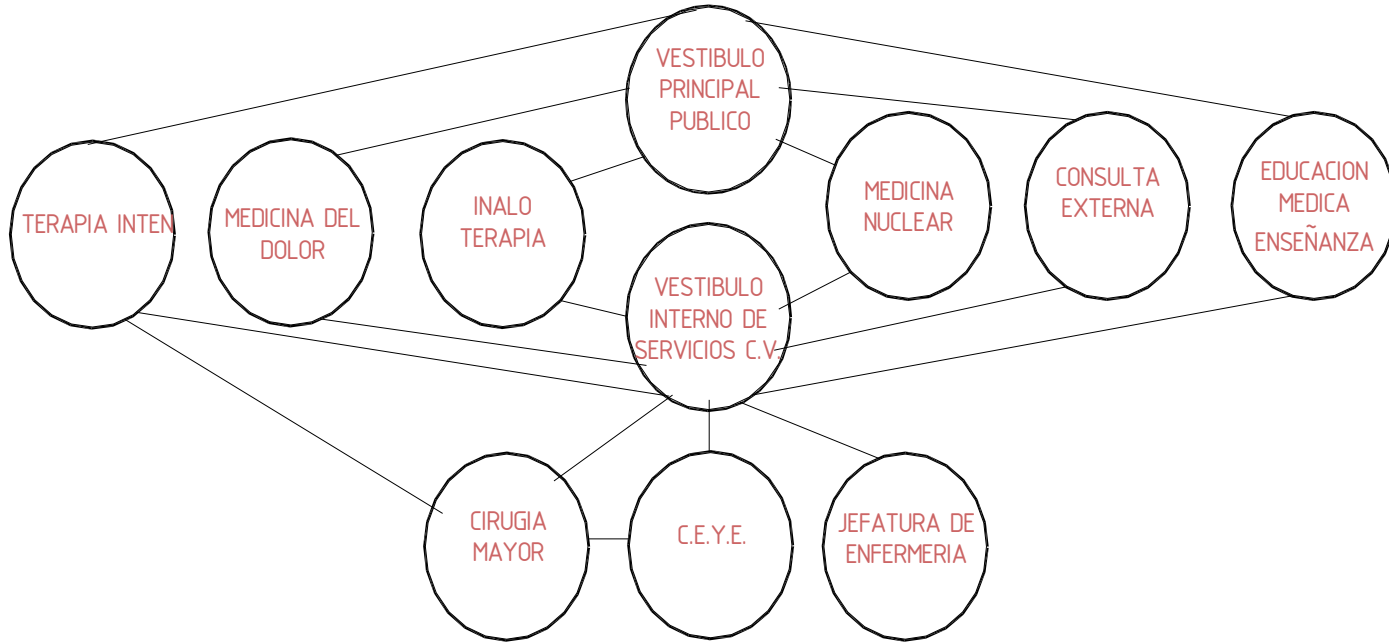 VESTIBULO
PRINCIPAL
PUBLICO
TERAPIA INTEN
MEDICINA DEL
DOLOR
INALO
TERAPIA
MEDICINA
NUCLEAR
CONSULTA
EXTERNA
EDUCACION
MEDICA
ENSEÑANZA
VESTIBULO
INTERNO DE
SERVICIOS C.V.
CIRUGIA
MAYOR
C.E.Y.E.
JEFATURA DE
ENFERMERIA